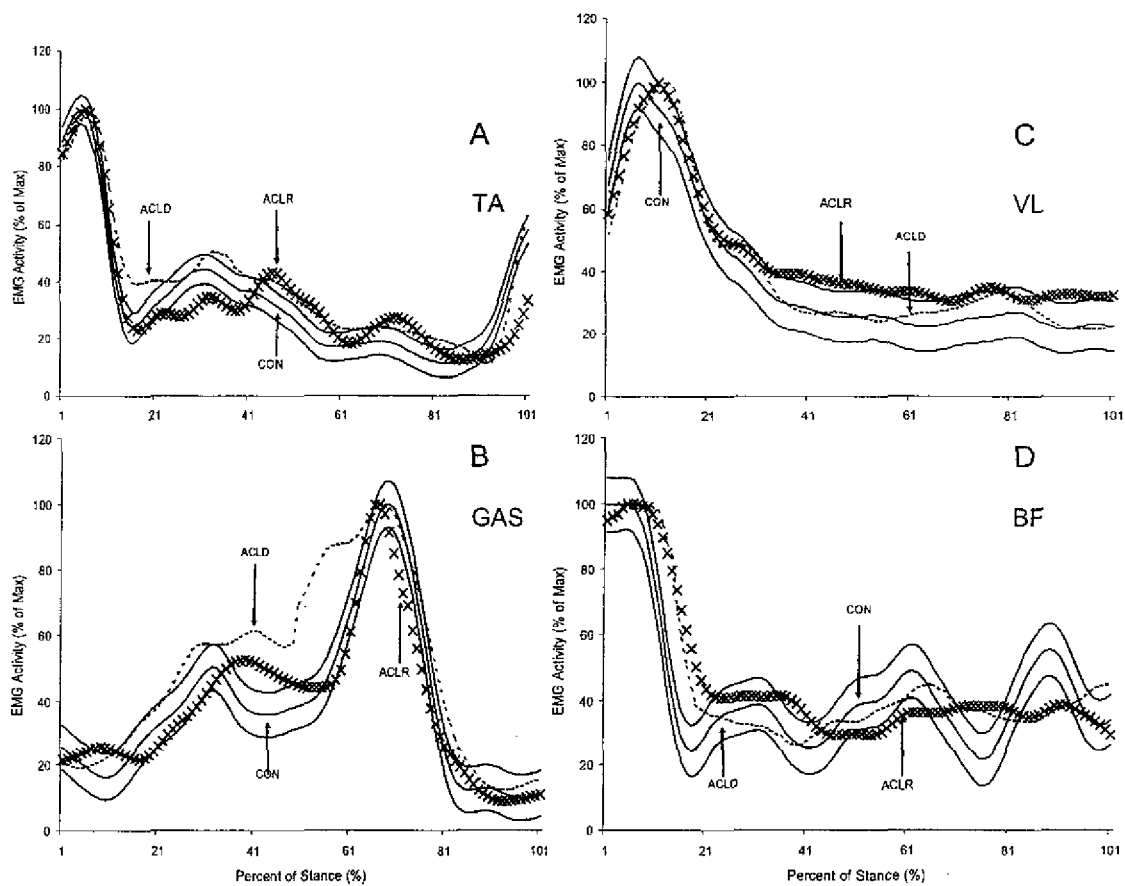 120
100
80
60
40
20
0
EMG Activity (% of Max)
A
TA
ACLD
ACLR
CON
1
21
41
61
81
101
120
100
80
60
40
20
0
EMG Activity (% of Max)
C
VL
CON
ACLR
ACLD
1
21
41
61
81
101
120
100
80
60
40
20
0
EMG Activity (% of Max)
B
GAS
ACLD
ACLR
CON
1
21
41
61
81
101
Percent of Stance (%)
120
100
80
60
40
20
0
EMG Activity (% of Max)
D
BF
CON
ACLD
ACLR
1
21
41
61
81
101
Percent of Stance (%)